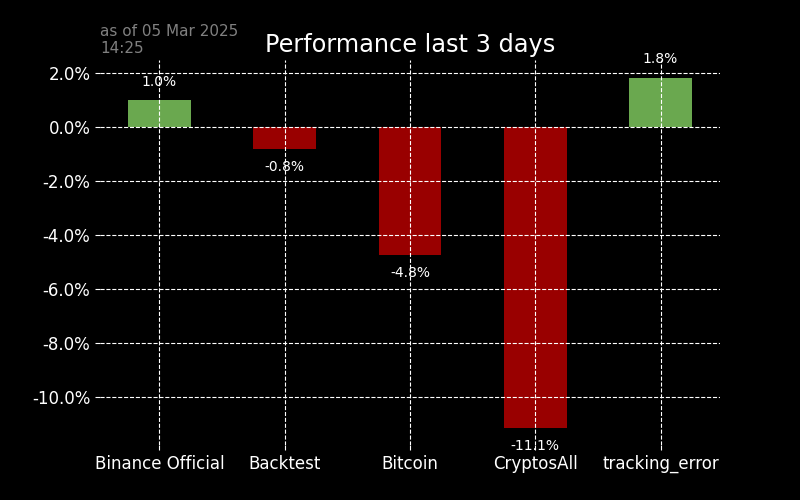 as of 05 Mar 2025
14:25
Performance last 3 days
2.0%
0.0%
-2.0%
-4.0%
-6.0%
-8.0%
-10.0%
1.0%
-0.8%
-4.8%
-11.1%
1.8%
Binance Official
Backtest
Bitcoin
CryptosAll
tracking_error